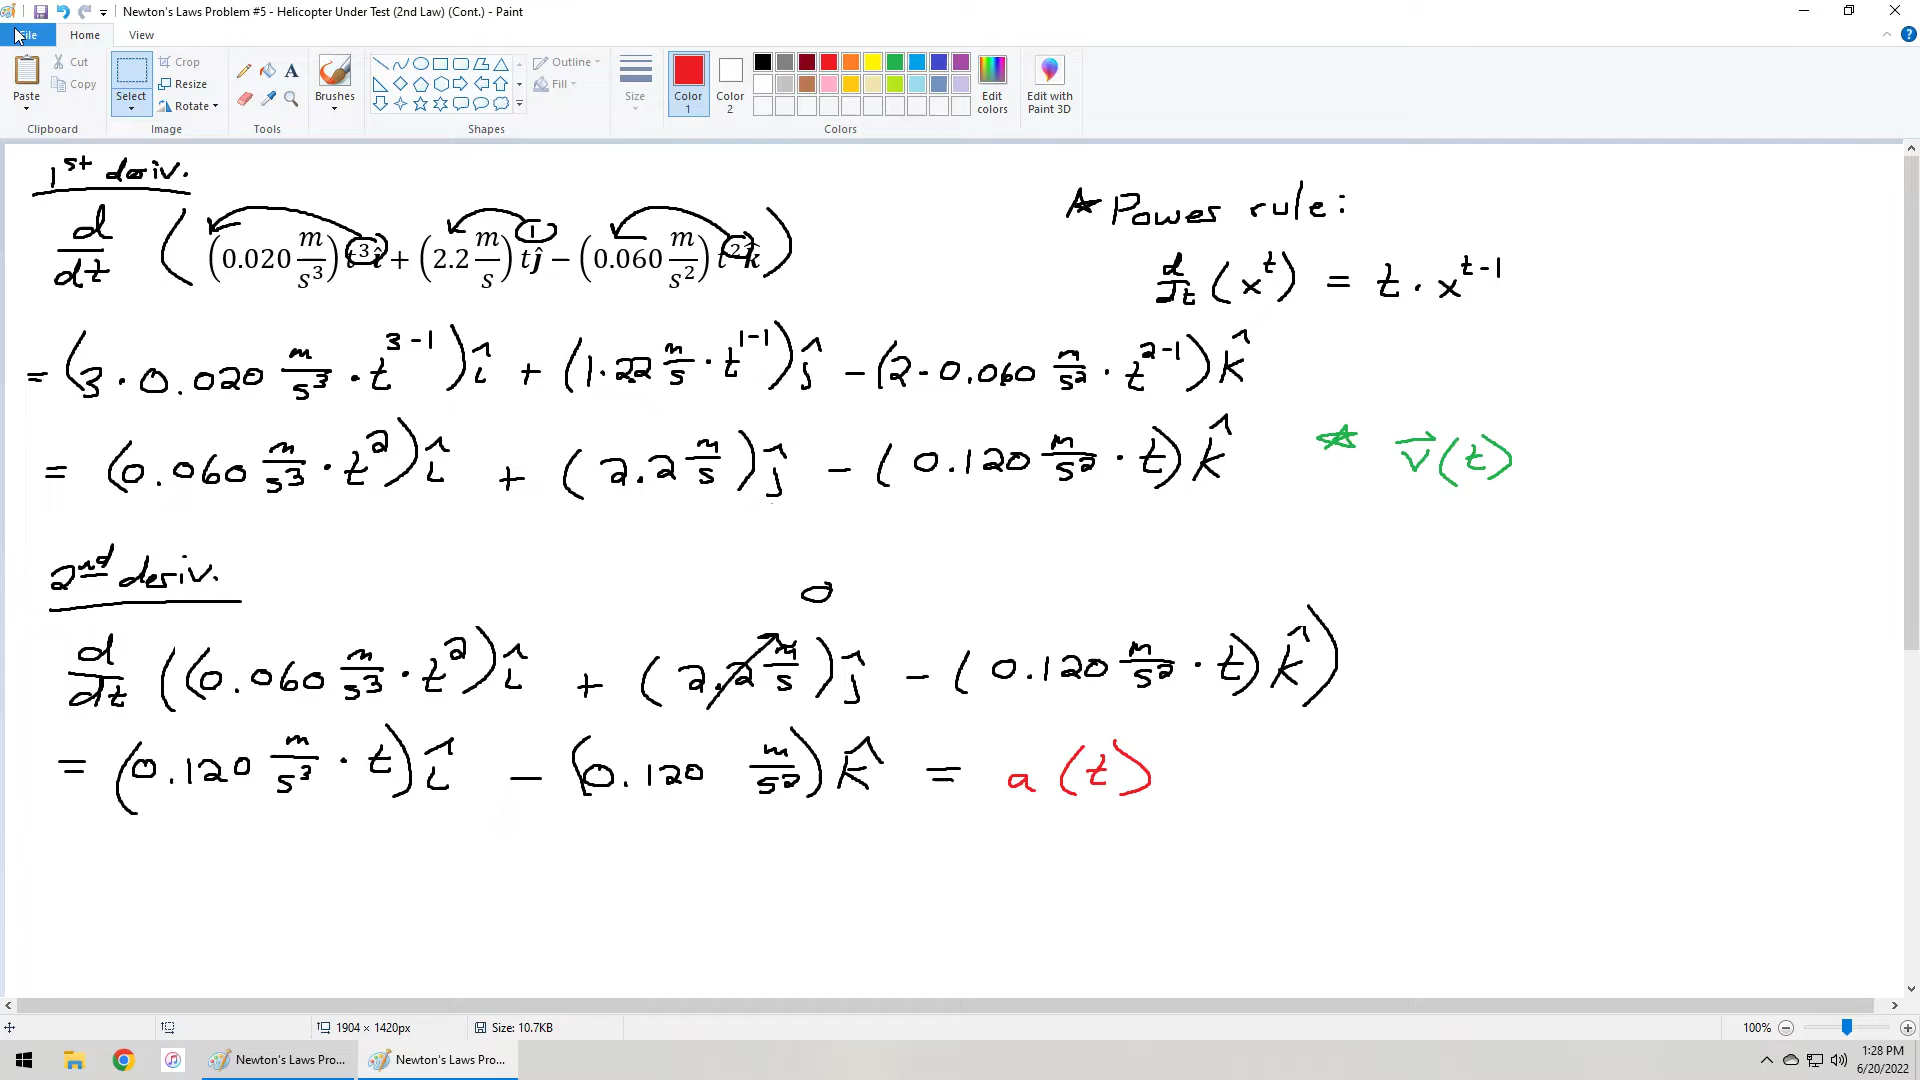 Newton's Laws Problem #5 - Helicopter Under Test (2nd Law) (Cont.) - Paint
File Home View
Paste Cut Copy Clipboard
Select Crop Resize Rotate Image
Tools
Brushes
Shapes Outline Fill
Size
Color 1 Color 2 Edit colors Colors
Edit with Paint 3D
1st deriv.
d/dt ((0.020 m/s³) t³ î + (2.2 m/s) t ĵ − (0.060 m/s²) t² k̂)
1
= (3 · 0.020 m/s³ · t^(3-1)) î + (1 · 2.2 m/s · t^(1-1)) ĵ − (2 · 0.060 m/s² · t^(2-1)) k̂
= (0.060 m/s³ · t²) î + (2.2 m/s) ĵ − (0.120 m/s² · t) k̂
Power rule:
d/dt (x^t) = t · x^(t-1)
v⃗(t)
2nd deriv.
0
d/dt ((0.060 m/s³ · t²) î + (2.2 m/s) ĵ − (0.120 m/s² · t) k̂)
= (0.120 m/s³ · t) î − (0.120 m/s²) k̂ = a(t)
1904 × 1420px Size: 10.7KB 100%
Newton's Laws Pro... Newton's Laws Pro...
1:28 PM
6/20/2022